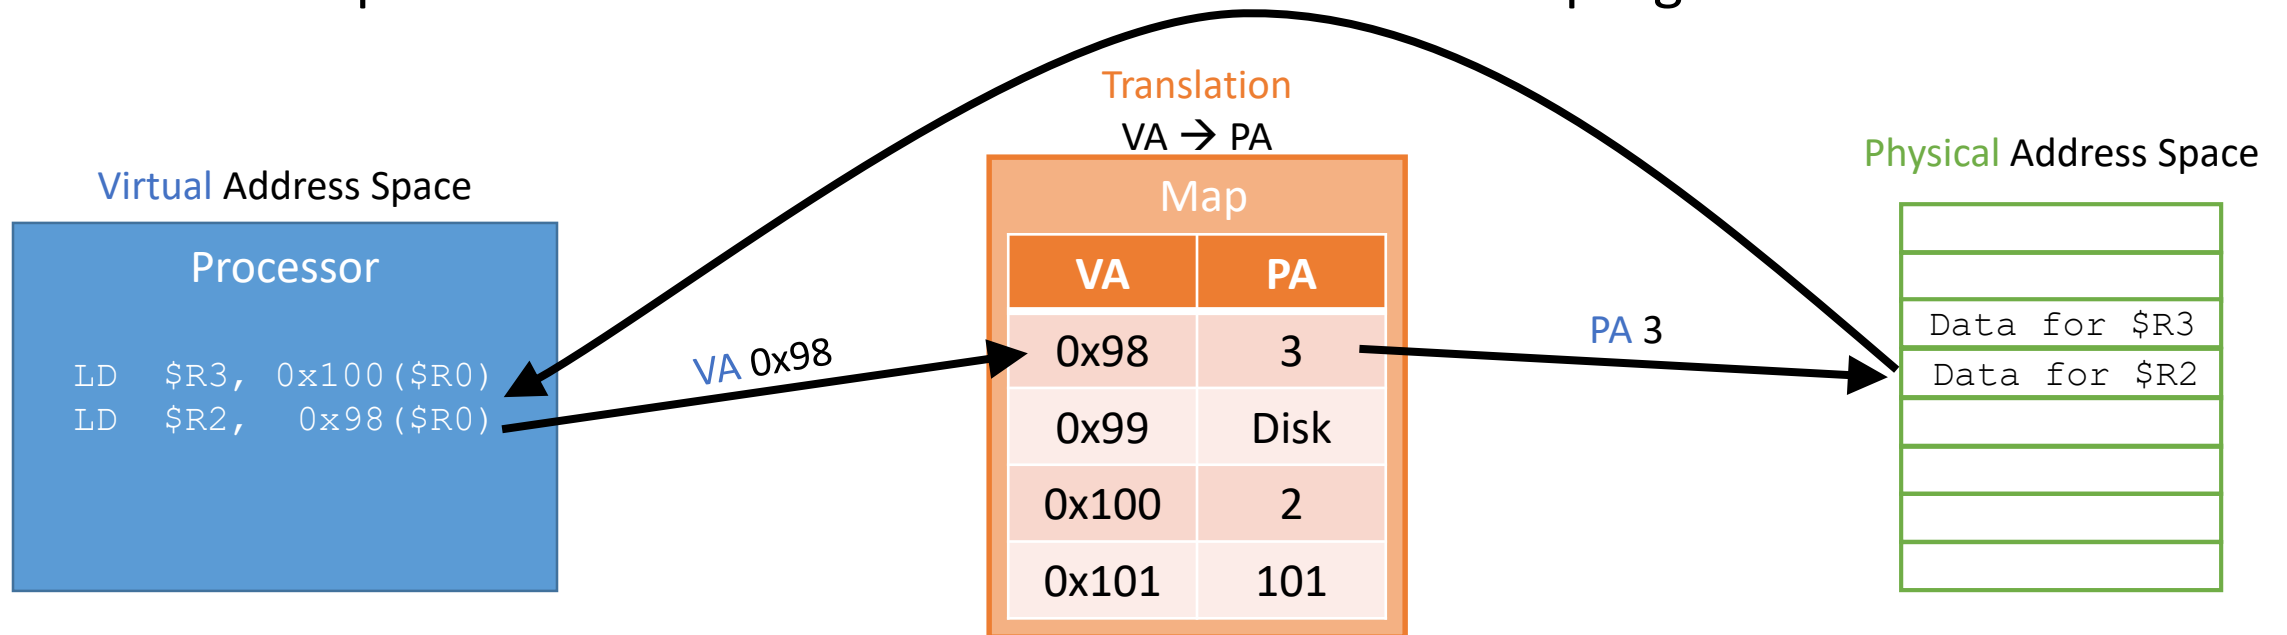 Translation
VA → PA
Virtual Address Space
Physical Address Space
Processor
LD $R3, 0x100($R0)
LD $R2, 0x98($R0)
VA 0x98
Map
VA PA
0x98 3
0x99 Disk
0x100 2
0x101 101
PA 3
Data for $R3
Data for $R2